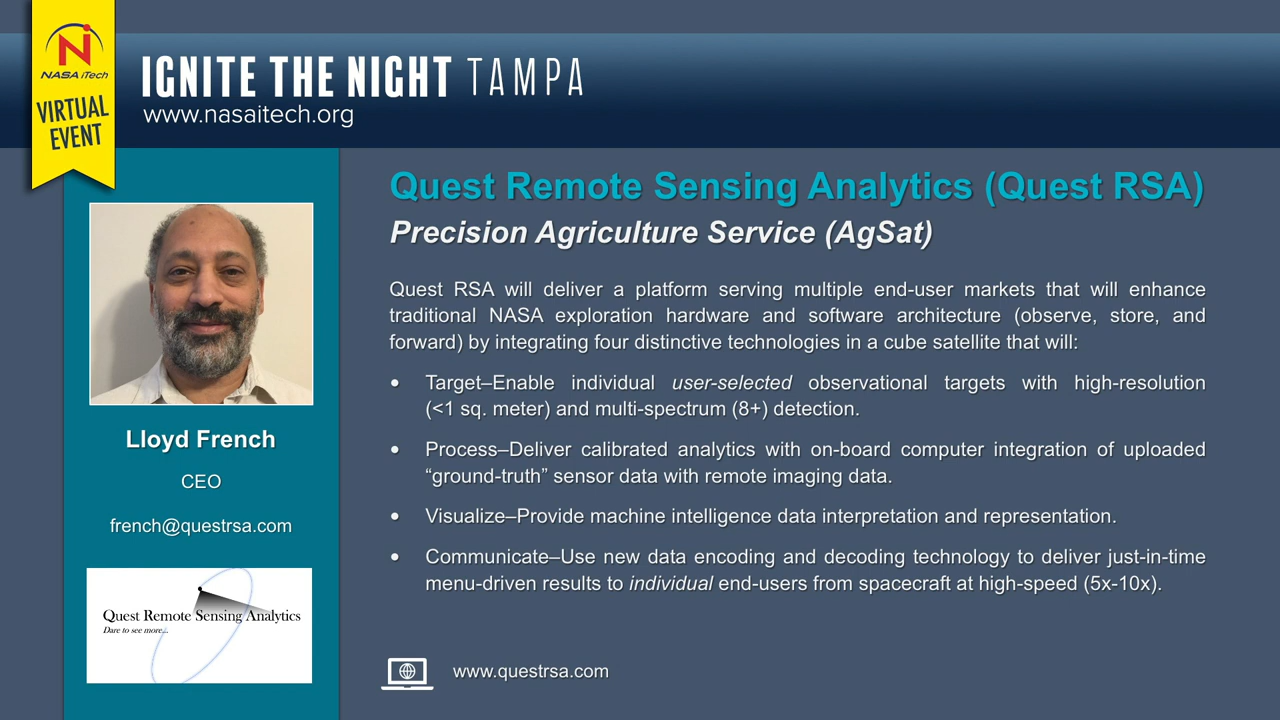 NASA iTech
VIRTUAL
EVENT
IGNITE THE NIGHT TAMPA
www.nasaitech.org
Lloyd French
CEO
french@questrsa.com
Quest Remote Sensing Analytics
Dare to see more...
Quest Remote Sensing Analytics (Quest RSA)
Precision Agriculture Service (AgSat)
Quest RSA will deliver a platform serving multiple end-user markets that will enhance
traditional NASA exploration hardware and software architecture (observe, store, and
forward) by integrating four distinctive technologies in a cube satellite that will:
• Target–Enable individual user-selected observational targets with high-resolution
(<1 sq. meter) and multi-spectrum (8+) detection.
• Process–Deliver calibrated analytics with on-board computer integration of uploaded
“ground-truth” sensor data with remote imaging data.
• Visualize–Provide machine intelligence data interpretation and representation.
• Communicate–Use new data encoding and decoding technology to deliver just-in-time
menu-driven results to individual end-users from spacecraft at high-speed (5x-10x).
www.questrsa.com